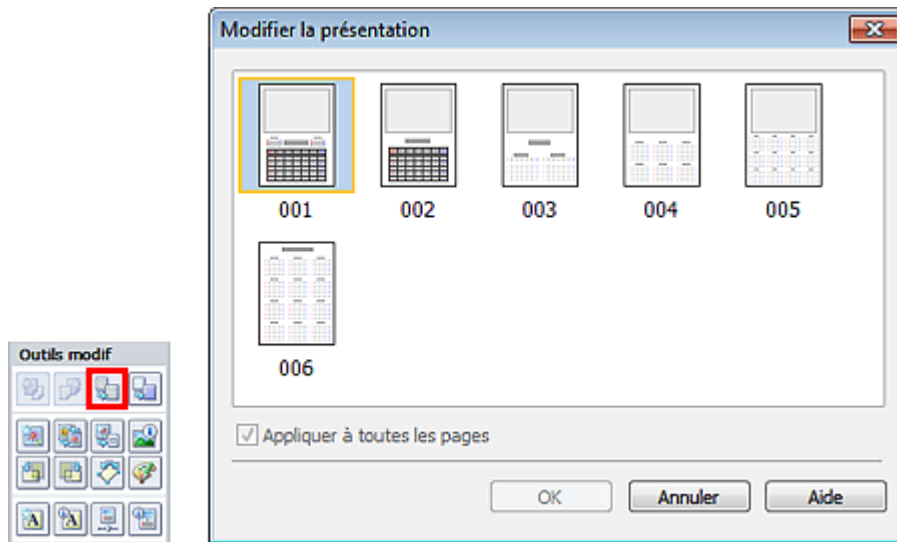 Modifier la présentation
001 002 003 004 005
006
Outils modif
Appliquer à toutes les pages
OK Annuler Aide